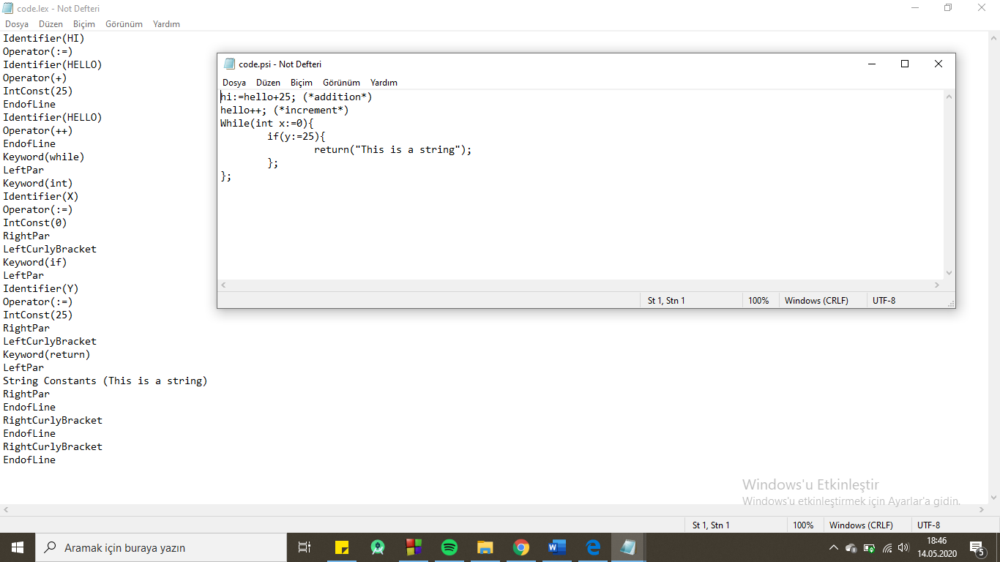 code.lex - Not Defteri
Dosya Düzen Biçim Görünüm Yardım
Identifier(HI)
Operator(:=)
Identifier(HELLO)
Operator(+)
IntConst(25)
EndofLine
Identifier(HELLO)
Operator(++)
EndofLine
Keyword(while)
LeftPar
Keyword(int)
Identifier(X)
Operator(:=)
IntConst(0)
RightPar
LeftCurlyBracket
Keyword(if)
LeftPar
Identifier(Y)
Operator(:=)
IntConst(25)
RightPar
LeftCurlyBracket
Keyword(return)
LeftPar
String Constants (This is a string)
RightPar
EndofLine
RightCurlyBracket
EndofLine
RightCurlyBracket
EndofLine
code.psi - Not Defteri
Dosya Düzen Biçim Görünüm Yardım
hi:=hello+25; (*addition*)
hello++; (*increment*)
While(int x:=0){
        if(y:=25){
                return("This is a string");
        };
};
St 1, Stn 1 100% Windows (CRLF) UTF-8
Windows'u Etkinleştir
Windows'u etkinleştirmek için Ayarlar'a gidin.
St 1, Stn 1 100% Windows (CRLF) UTF-8
Aramak için buraya yazın
18:46
14.05.2020
5